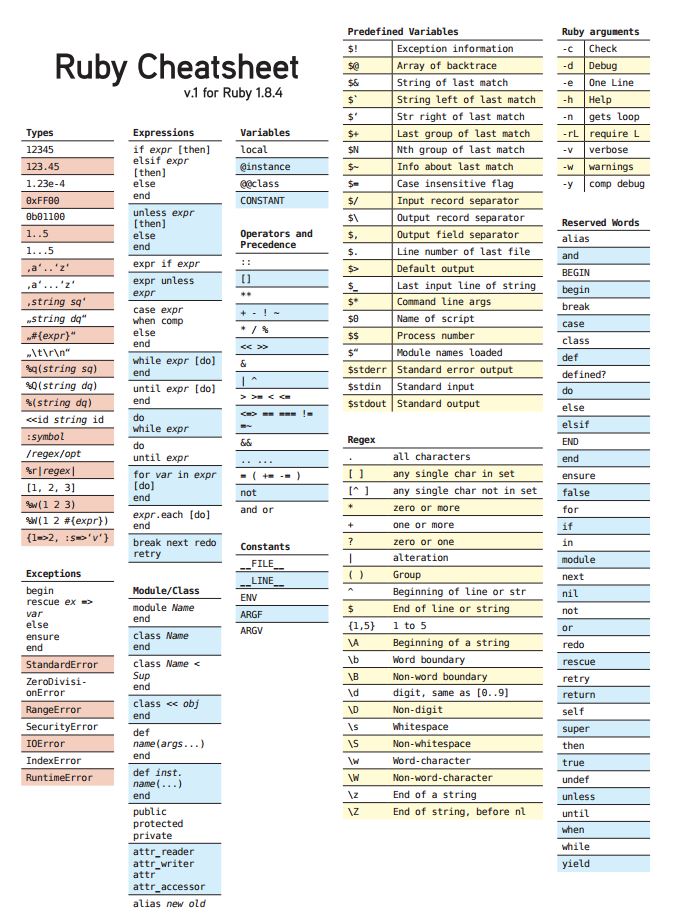 Ruby Cheatsheet
v.1 for Ruby 1.8.4
Types
12345
123.45
1.23e-4
0xFF00
0b01100
1..5
1...5
‚a‘..‘z‘
‚a‘...‘z‘
‚string sq‘
„string dq“
„#{expr}“
„\t\r\n“
%q(string sq)
%Q(string dq)
%(string dq)
<<id string id
:symbol
/regex/opt
%r|regex|
[1, 2, 3]
%w(1 2 3)
%W(1 2 #{expr})
{1=>2, :s=>‘v‘}
Exceptions
begin
rescue ex =>
var
else
ensure
end
StandardError
ZeroDivisi-
onError
RangeError
SecurityError
IOError
IndexError
RuntimeError
Expressions
if expr [then]
elsif expr
[then]
else
end
unless expr
[then]
else
end
expr if expr
expr unless
expr
case expr
when comp
else
end
while expr [do]
end
until expr [do]
end
do
while expr
do
until expr
for var in expr
[do]
end
expr.each [do]
end
break next redo
retry
Module/Class
module Name
end
class Name
end
class Name <
Sup
end
class << obj
end
def
name(args...)
end
def inst.
name(...)
end
public
protected
private
attr_reader
attr_writer
attr
attr_accessor
alias new old
Variables
local
@instance
@@class
CONSTANT
Operators and
Precedence
::
[]
**
+ - ! ~
* / %
<< >>
&
| ^
> >= < <=
<=> == === !=
=~
&&
.. ...
= ( += -= )
not
and or
Constants
__FILE__
__LINE__
ENV
ARGF
ARGV
Predefined Variables
$! Exception information
$@ Array of backtrace
$& String of last match
$` String left of last match
$‘ Str right of last match
$+ Last group of last match
$N Nth group of last match
$~ Info about last match
$= Case insensitive flag
$/ Input record separator
$\ Output record separator
$, Output field separator
$. Line number of last file
$> Default output
$_ Last input line of string
$* Command line args
$0 Name of script
$$ Process number
$“ Module names loaded
$stderr Standard error output
$stdin Standard input
$stdout Standard output
Regex
. all characters
[ ] any single char in set
[^ ] any single char not in set
* zero or more
+ one or more
? zero or one
| alteration
( ) Group
^ Beginning of line or str
$ End of line or string
{1,5} 1 to 5
\A Beginning of a string
\b Word boundary
\B Non-word boundary
\d digit, same as [0..9]
\D Non-digit
\s Whitespace
\S Non-whitespace
\w Word-character
\W Non-word-character
\z End of a string
\Z End of string, before nl
Ruby arguments
-c Check
-d Debug
-e One Line
-h Help
-n gets loop
-rL require L
-v verbose
-w warnings
-y comp debug
Reserved Words
alias
and
BEGIN
begin
break
case
class
def
defined?
do
else
elsif
END
end
ensure
false
for
if
in
module
next
nil
not
or
redo
rescue
retry
return
self
super
then
true
undef
unless
until
when
while
yield